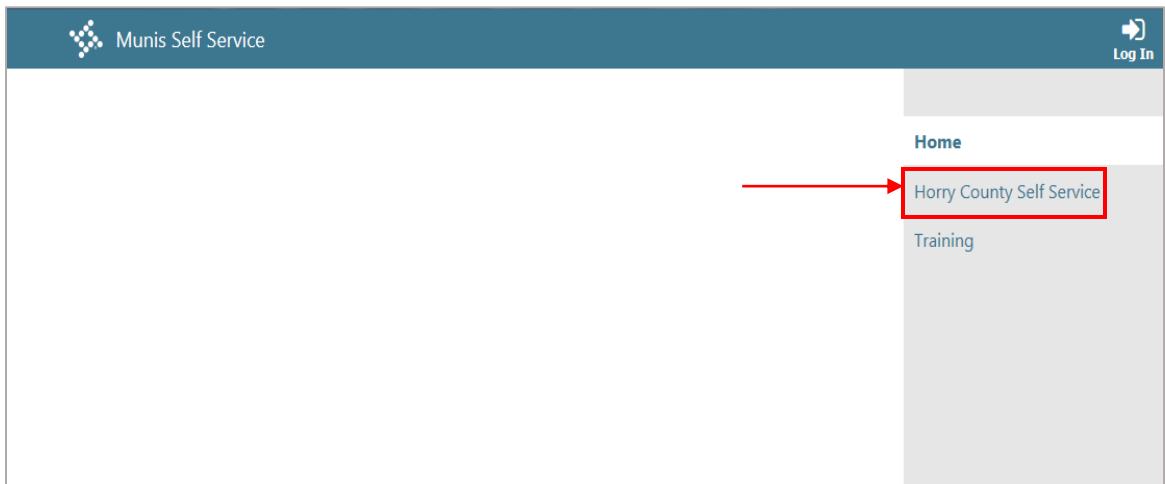 Munis Self Service
Log In
Home
Horry County Self Service
Training